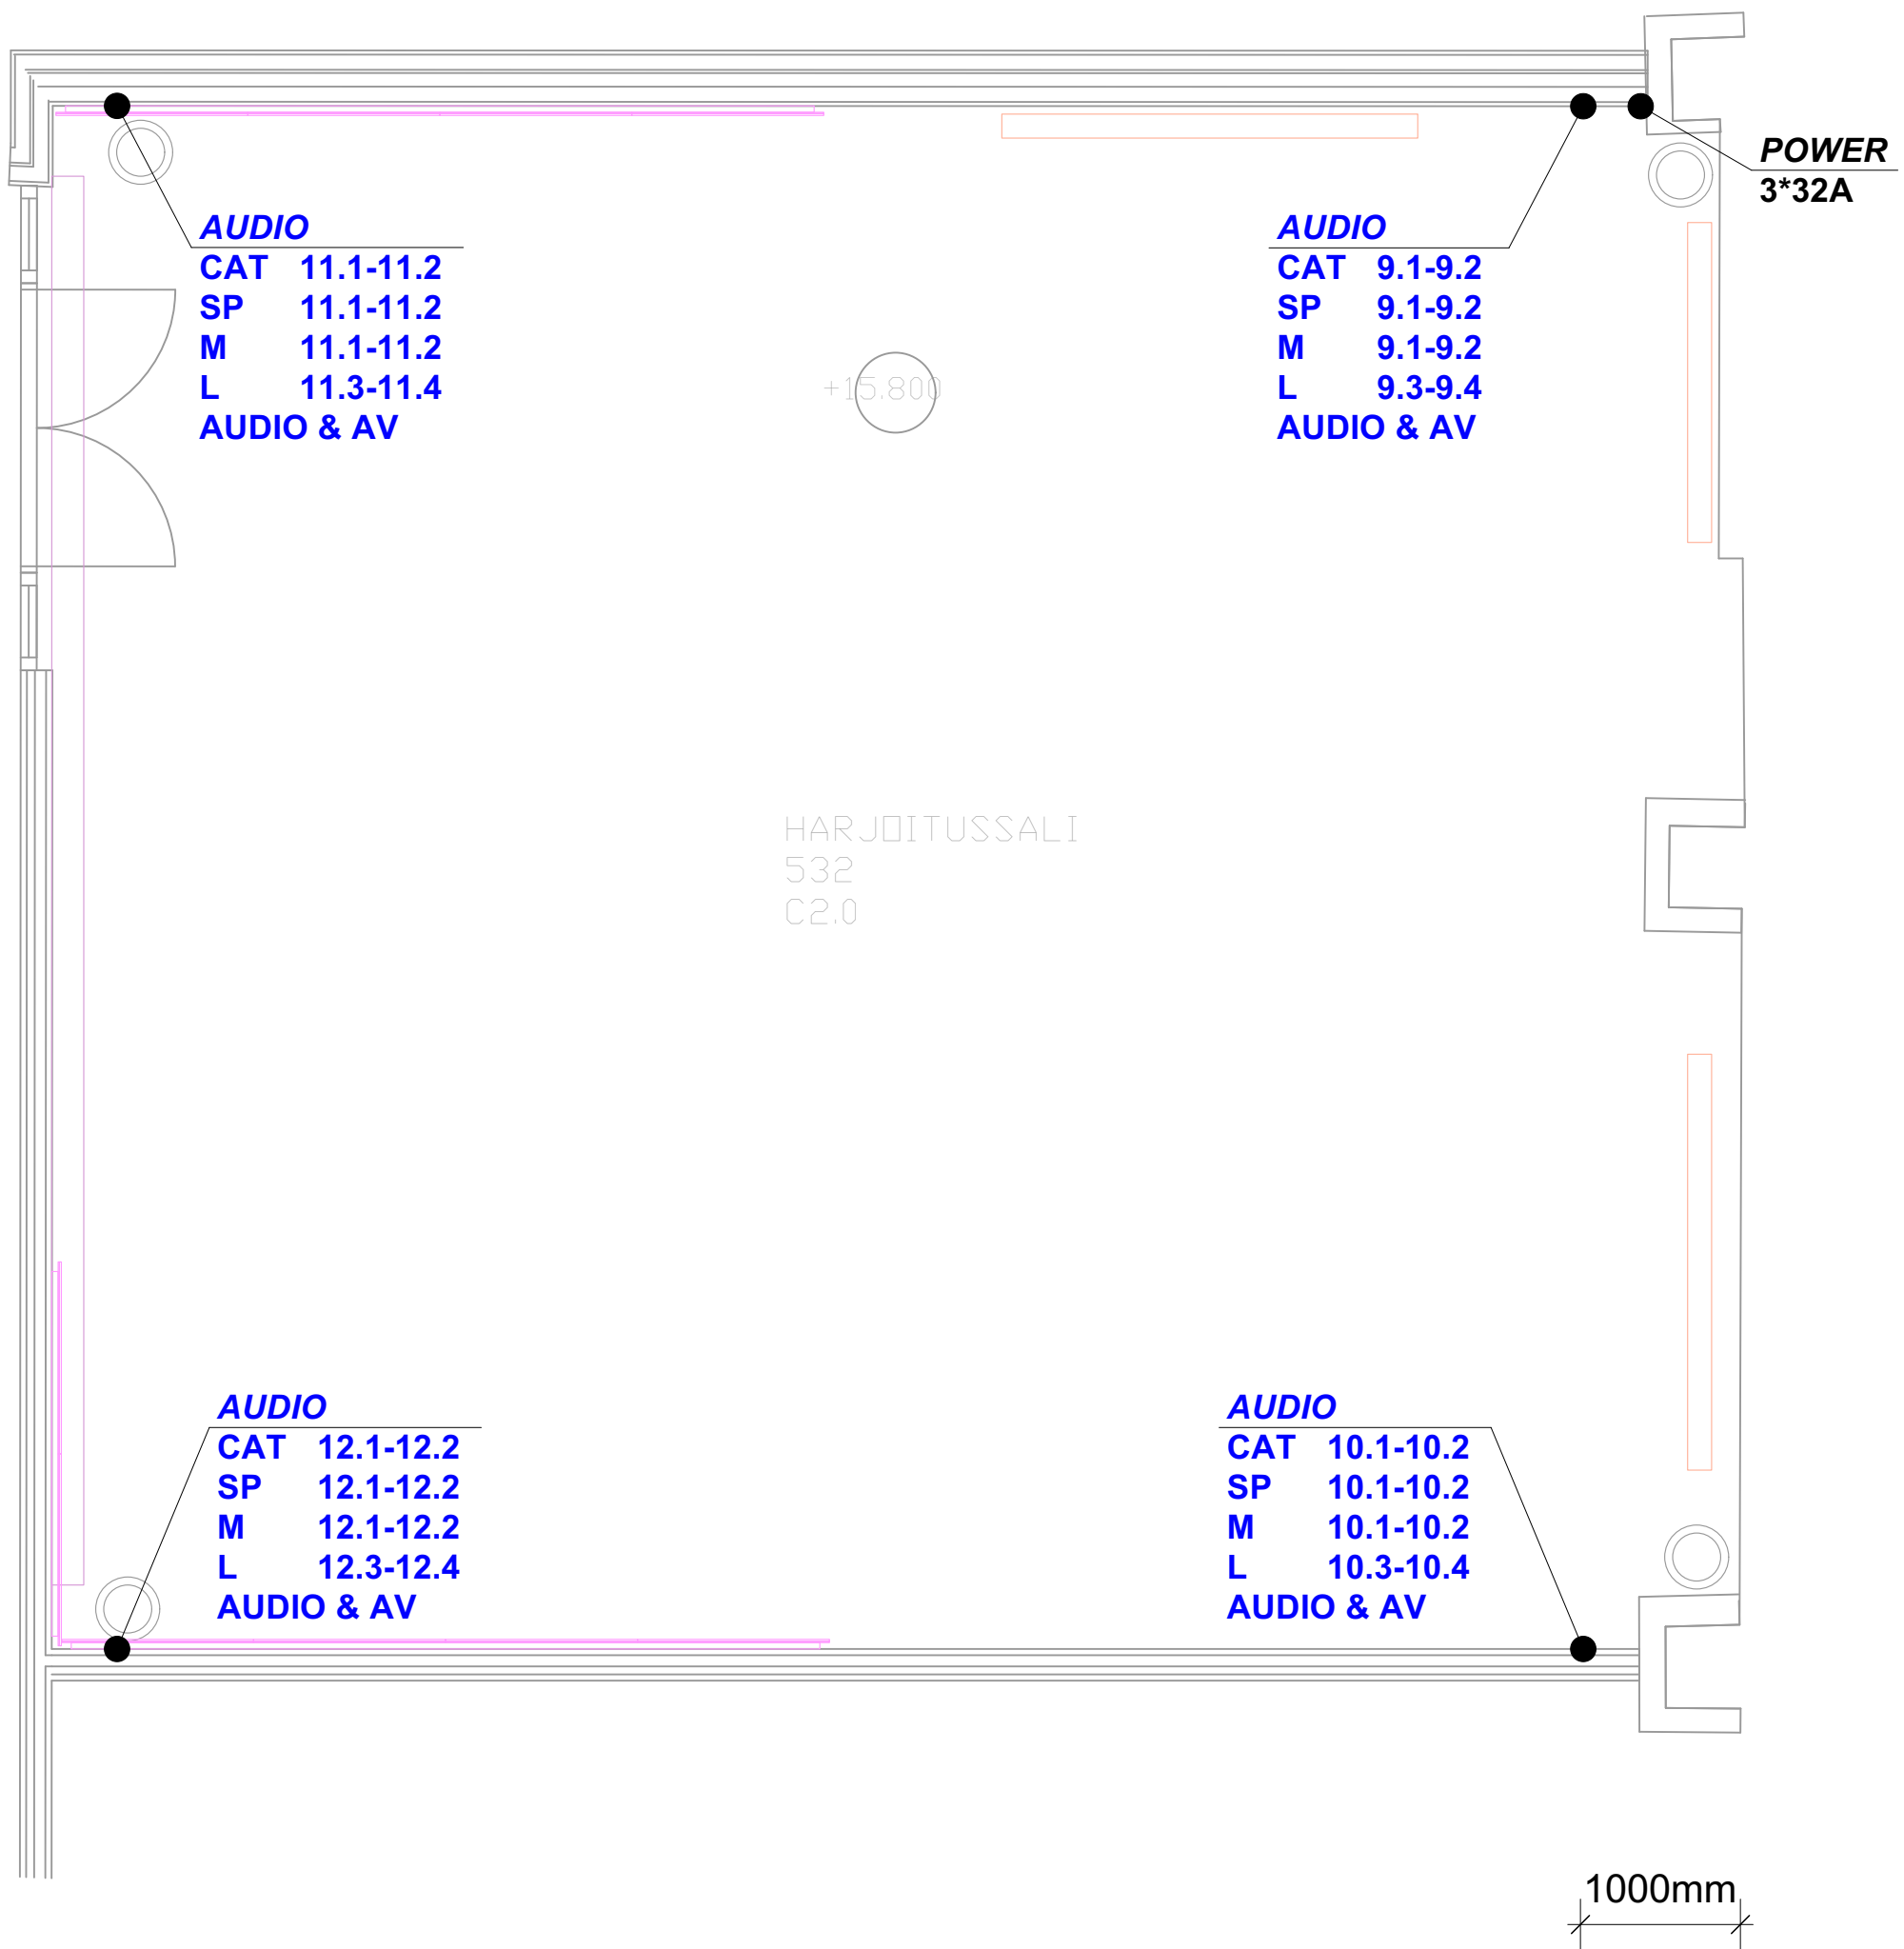 POWER
3*32A
AUDIO
CAT 11.1-11.2
SP 11.1-11.2
M 11.1-11.2
L 11.3-11.4
AUDIO & AV
AUDIO
CAT 9.1-9.2
SP 9.1-9.2
M 9.1-9.2
L 9.3-9.4
AUDIO & AV
+15.800
HARJOITUSSALI
532
C2.0
AUDIO
CAT 12.1-12.2
SP 12.1-12.2
M 12.1-12.2
L 12.3-12.4
AUDIO & AV
AUDIO
CAT 10.1-10.2
SP 10.1-10.2
M 10.1-10.2
L 10.3-10.4
AUDIO & AV
1000mm